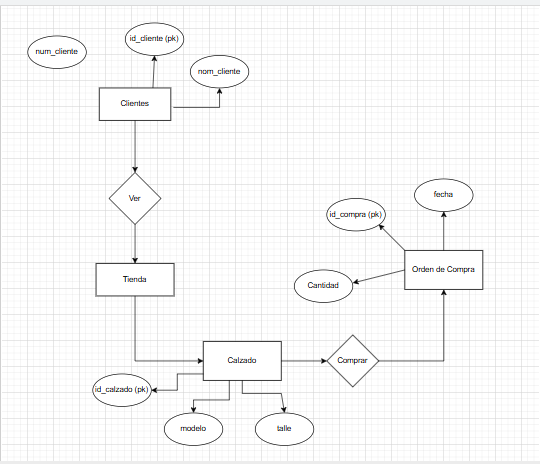 id_cliente (pk)
num_cliente
nom_cliente
Clientes
Ver
fecha
id_compra (pk)
Orden de Compra
Tienda
Cantidad
Calzado
Comprar
id_calzado (pk)
modelo
talle